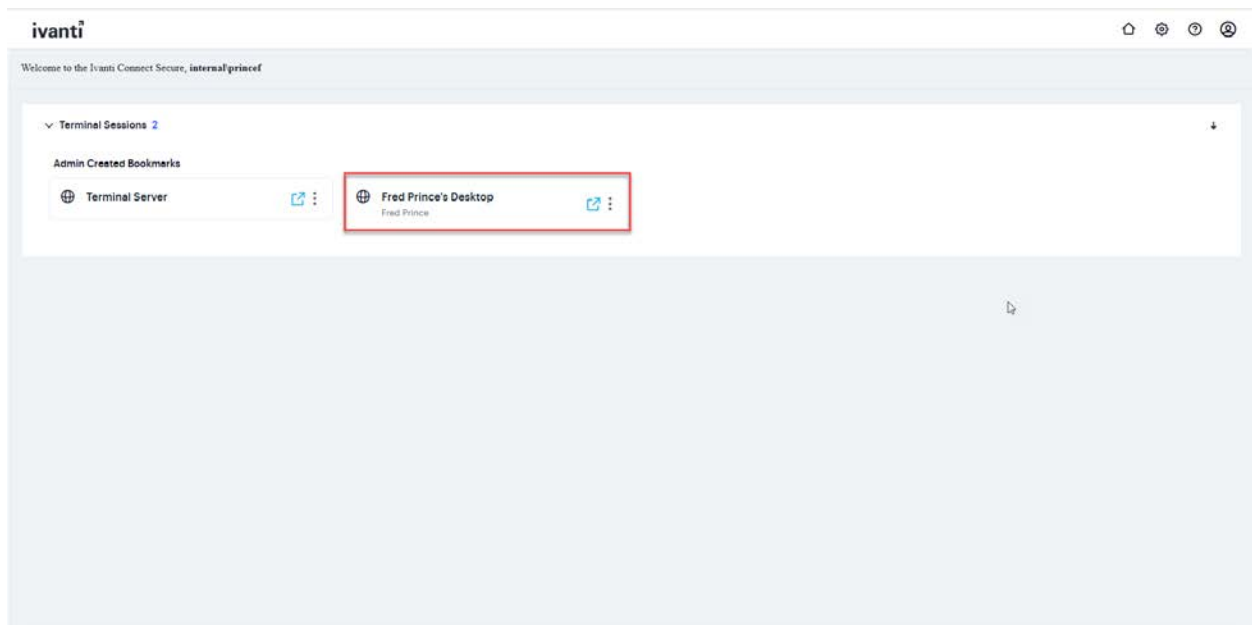 ivanti
Welcome to the Ivanti Connect Secure, internal\princef
Terminal Sessions 2
Admin Created Bookmarks
Terminal Server
Fred Prince's Desktop
Fred Prince